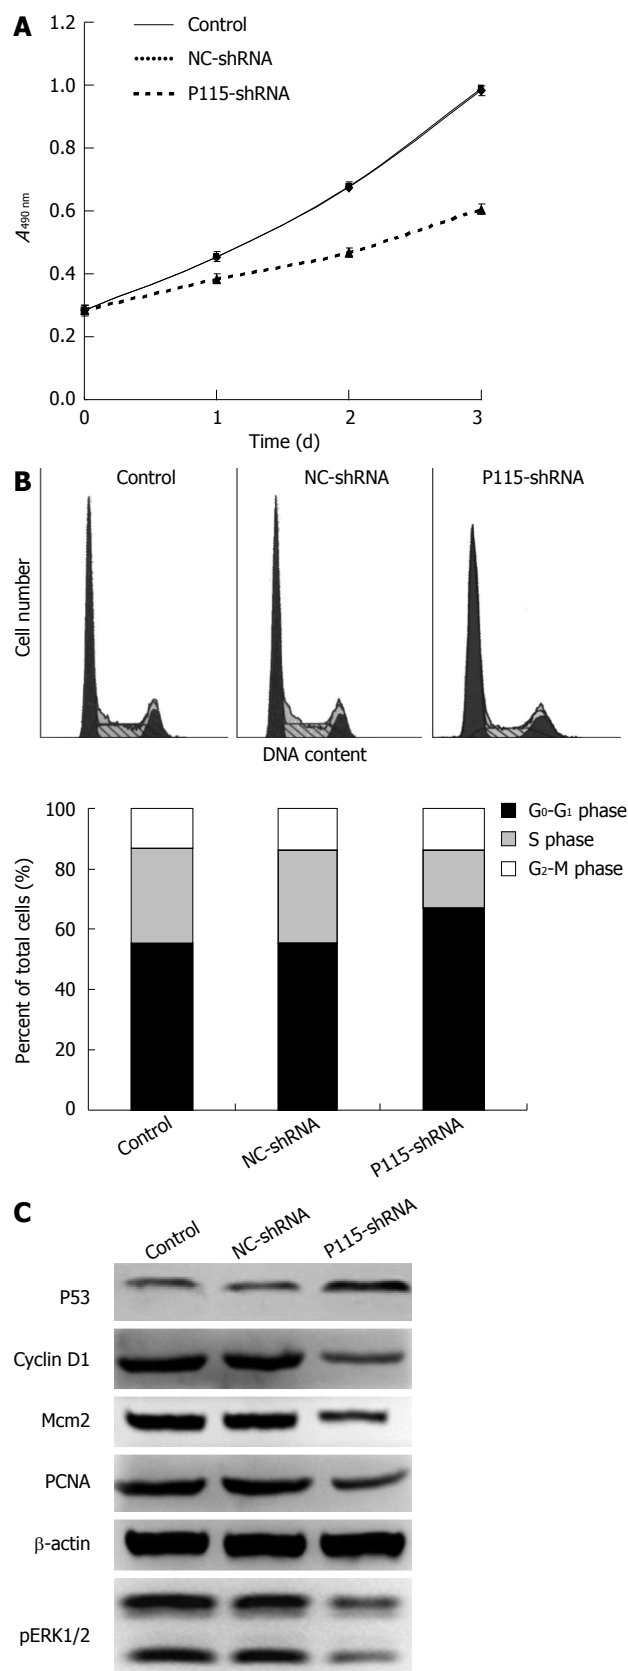 A
1.2
1.0
0.8
0.6
0.4
0.2
0.0
A490 nm
Control
NC-shRNA
P115-shRNA
0 1 2 3
Time (d)
B
Control NC-shRNA P115-shRNA
Cell number
DNA content
100
80
60
40
20
0
Percent of total cells (%)
G0-G1 phase
S phase
G2-M phase
Control NC-shRNA P115-shRNA
C
Control NC-shRNA P115-shRNA
P53
Cyclin D1
Mcm2
PCNA
β-actin
pERK1/2